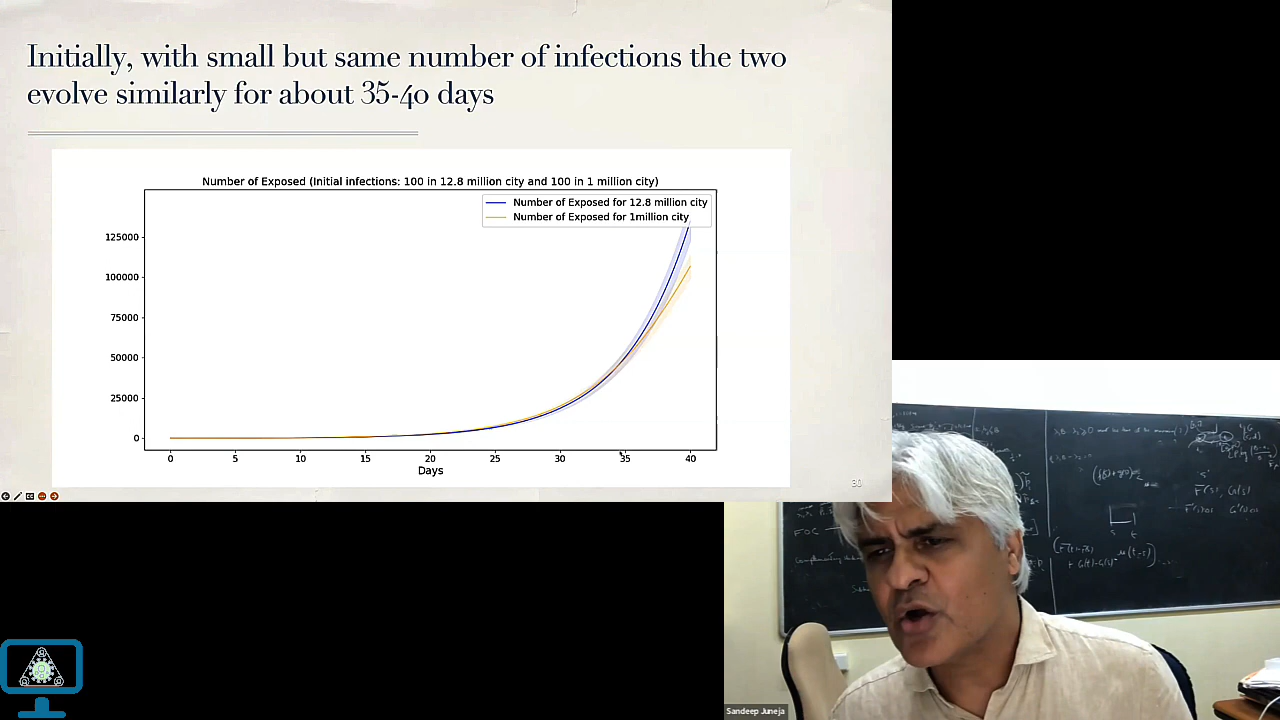 Initially, with small but same number of infections the two
evolve similarly for about 35-40 days
Number of Exposed (Initial infections: 100 in 12.8 million city and 100 in 1 million city)
Number of Exposed for 12.8 million city
Number of Exposed for 1million city
125000
100000
75000
50000
25000
0
0 5 10 15 20 25 30 35 40
Days
30
FOC
Sandeep Juneja